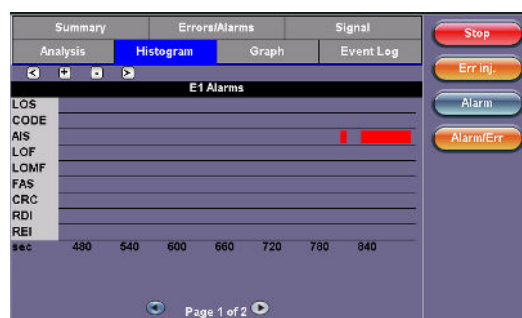 Summary Errors/Alarms Signal
Analysis Histogram Graph Event Log
E1 Alarms
LOS
CODE
AIS
LOF
LOMF
FAS
CRC
RDI
REI
sec 480 540 600 660 720 780 840
Page 1 of 2
Stop
Err inj.
Alarm
Alarm/Err